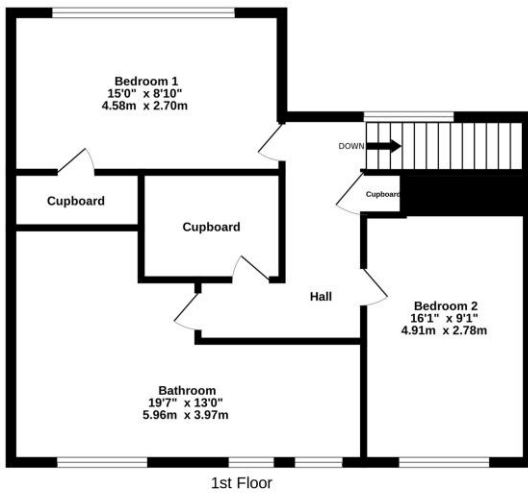 Bedroom 1
15'0" x 8'10"
4.58m x 2.70m
DOWN
Cupboard
Cupboard
Cupboard
Hall
Bedroom 2
16'1" x 9'1"
4.91m x 2.78m
Bathroom
19'7" x 13'0"
5.96m x 3.97m
1st Floor